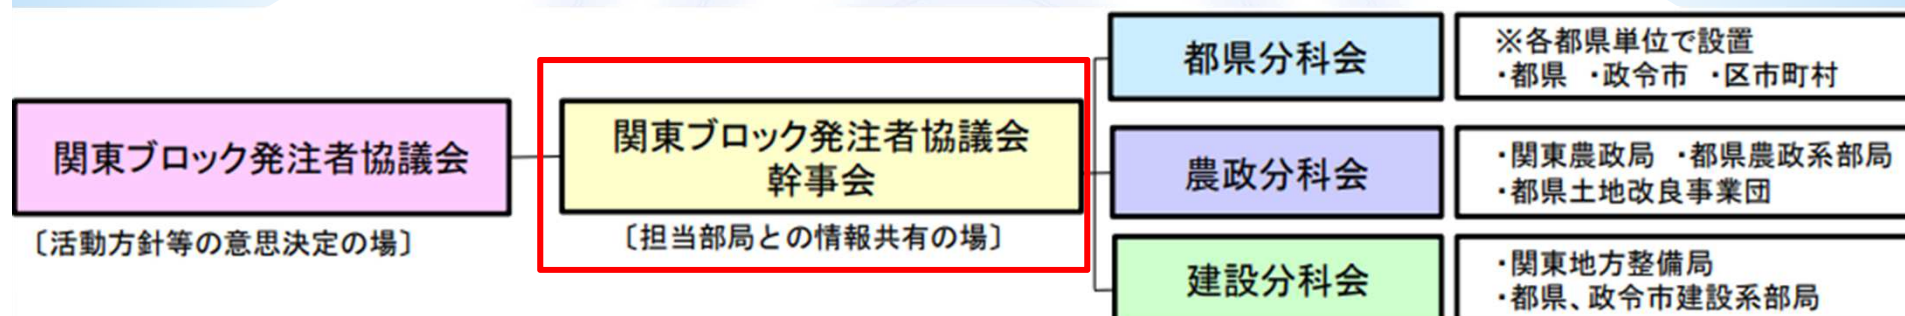 関東ブロック発注者協議会
〔活動方針等の意思決定の場〕
関東ブロック発注者協議会
幹事会
〔担当部局との情報共有の場〕
都県分科会
※各都県単位で設置
・都県 ・政令市 ・区市町村
農政分科会
・関東農政局 ・都県農政系部局
・都県土地改良事業団
建設分科会
・関東地方整備局
・都県、政令市建設系部局